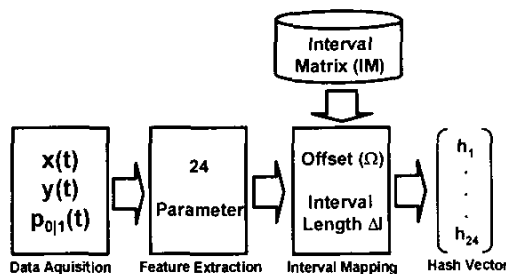 Interval
Matrix (IM)
x(t)
y(t)
p0|1(t)
Data Aquisition
24
Parameter
Feature Extraction
Offset (Ω)
Interval
Length ΔI
Interval Mapping
h1
.
.
.
h24
Hash Vector